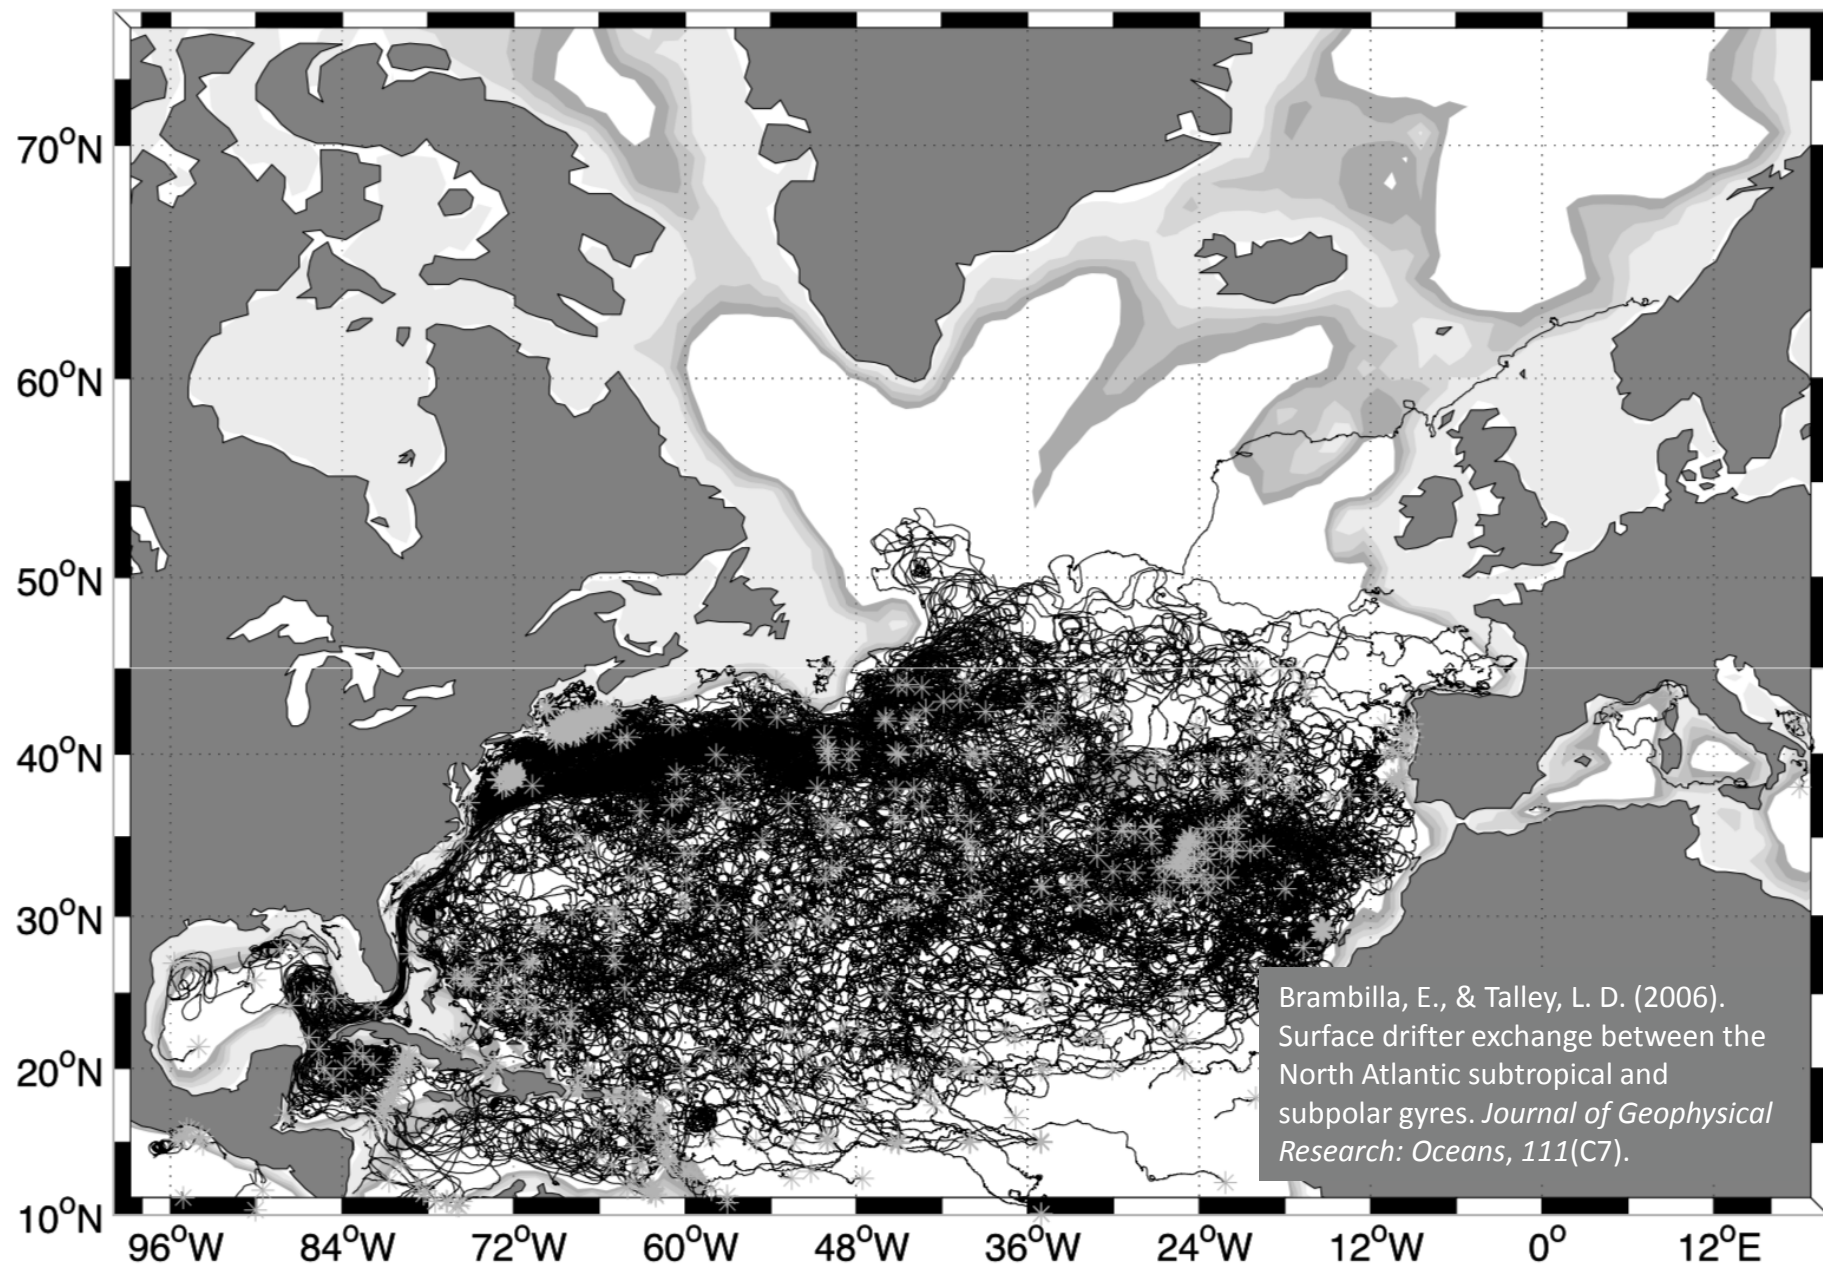 70°N
60°N
50°N
40°N
30°N
20°N
10°N
96°W 84°W 72°W 60°W 48°W 36°W 24°W 12°W 0° 12°E
Brambilla, E., & Talley, L. D. (2006).
Surface drifter exchange between the
North Atlantic subtropical and
subpolar gyres. Journal of Geophysical
Research: Oceans, 111(C7).